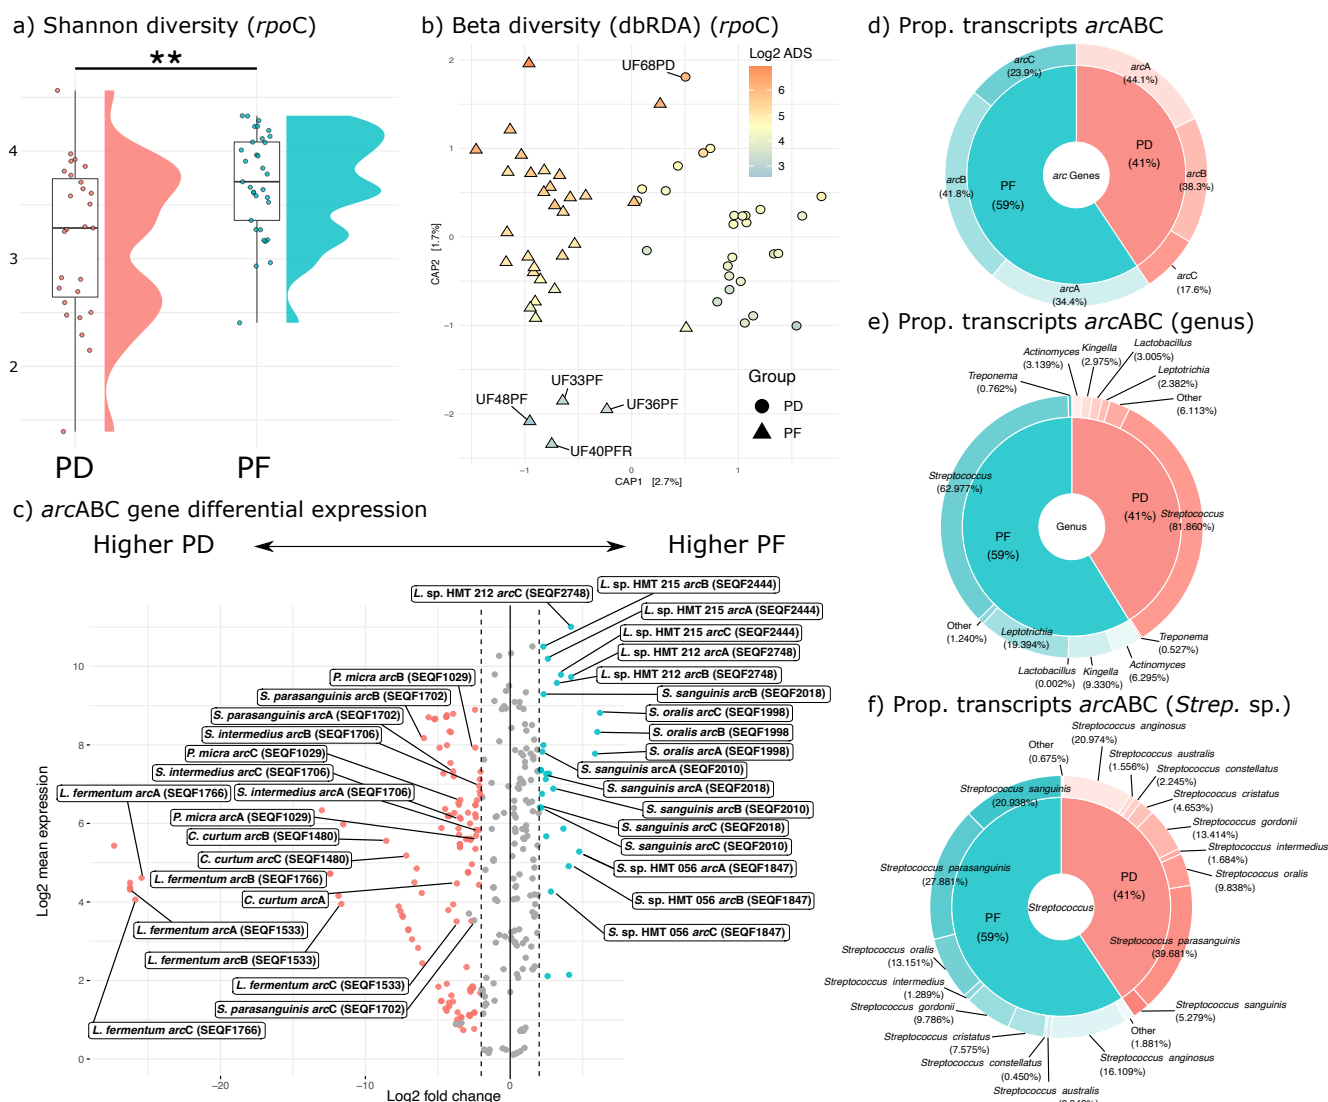 a) Shannon diversity (rpoC)
**
4
3
2
PD
PF
b) Beta diversity (dbRDA) (rpoC)
Log2 ADS
6
5
4
3
UF68PD
UF33PF
UF48PF
UF36PF
UF40PFR
Group
PD
PF
2
1
0
−1
−2
CAP2 [1.7%]
−1
0
1
CAP1 [2.7%]
c) arcABC gene differential expression
Higher PD
Higher PF
L. sp. HMT 212 arcC (SEQF2748)
L. sp. HMT 215 arcB (SEQF2444)
L. sp. HMT 215 arcA (SEQF2444)
L. sp. HMT 215 arcC (SEQF2444)
L. sp. HMT 212 arcA (SEQF2748)
L. sp. HMT 212 arcB (SEQF2748)
S. sanguinis arcB (SEQF2018)
S. oralis arcC (SEQF1998)
S. oralis arcB (SEQF1998
S. oralis arcA (SEQF1998)
S. sanguinis arcA (SEQF2010)
S. sanguinis arcA (SEQF2018)
S. sanguinis arcB (SEQF2010)
S. sanguinis arcC (SEQF2018)
S. sanguinis arcC (SEQF2010)
S. sp. HMT 056 arcA (SEQF1847)
S. sp. HMT 056 arcB (SEQF1847)
S. sp. HMT 056 arcC (SEQF1847)
P. micra arcB (SEQF1029)
S. parasanguinis arcB (SEQF1702)
S. parasanguinis arcA (SEQF1702)
S. intermedius arcB (SEQF1706)
P. micra arcC (SEQF1029)
S. intermedius arcC (SEQF1706)
L. fermentum arcA (SEQF1766)
S. intermedius arcA (SEQF1706)
P. micra arcA (SEQF1029)
C. curtum arcB (SEQF1480)
C. curtum arcC (SEQF1480)
L. fermentum arcB (SEQF1766)
C. curtum arcA
L. fermentum arcA (SEQF1533)
L. fermentum arcB (SEQF1533)
L. fermentum arcC (SEQF1533)
S. parasanguinis arcC (SEQF1702)
L. fermentum arcC (SEQF1766)
10
8
6
4
2
0
Log2 mean expression
−20
−10
0
Log2 fold change
d) Prop. transcripts arcABC
arcC
(23.9%)
arcA
(44.1%)
PD
(41%)
arcB
(41.8%)
arc Genes
arcB
(38.3%)
PF
(59%)
arcC
(17.6%)
arcA
(34.4%)
e) Prop. transcripts arcABC (genus)
Actinomyces
(3.139%)
Kingella
(2.975%)
Lactobacillus
(3.005%)
Leptotrichia
(2.382%)
Treponema
(0.762%)
Other
(6.113%)
Streptococcus
(62.977%)
PD
(41%)
Streptococcus
(81.860%)
Genus
PF
(59%)
Other
(1.240%)
Leptotrichia
(19.394%)
Lactobacillus
(0.002%)
Kingella
(9.330%)
Actinomyces
(6.295%)
Treponema
(0.527%)
f) Prop. transcripts arcABC (Strep. sp.)
Other
(0.675%)
Streptococcus anginosus
(20.974%)
Streptococcus australis
(1.556%)
Streptococcus constellatus
(2.245%)
Streptococcus cristatus
(4.653%)
Streptococcus gordonii
(13.414%)
Streptococcus intermedius
(1.684%)
Streptococcus oralis
(9.838%)
Streptococcus sanguinis
(20.938%)
Streptococcus parasanguinis
(27.881%)
PD
(41%)
Streptococcus
PF
(59%)
Streptococcus parasanguinis
(39.681%)
Streptococcus oralis
(13.151%)
Streptococcus intermedius
(1.289%)
Streptococcus gordonii
(9.786%)
Streptococcus cristatus
(7.575%)
Streptococcus constellatus
(0.450%)
Streptococcus australis
Streptococcus sanguinis
(5.279%)
Other
(1.881%)
Streptococcus anginosus
(16.109%)